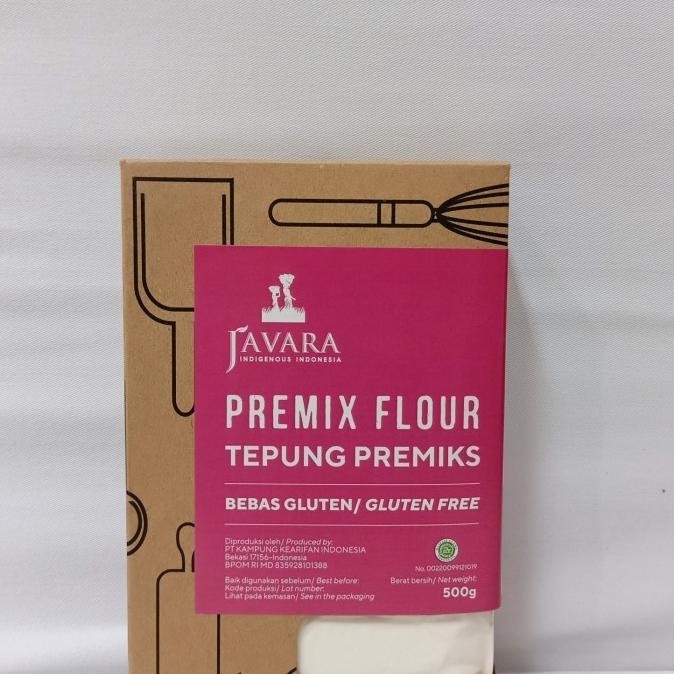 JAVARA
INDIGENOUS INDONESIA
PREMIX FLOUR
TEPUNG PREMIKS
BEBAS GLUTEN/ GLUTEN FREE
Diproduksi oleh/ Produced by:
PT KAMPUNG KEARIFAN INDONESIA
Bekasi 17156-Indonesia
BPOM RI MD 835928101388
No. 00220099121019
Baik digunakan sebelum/ Best before:
Kode produksi/ Lot number:
Lihat pada kemasan/ See in the packaging
Berat bersih/ Net weight:
500g